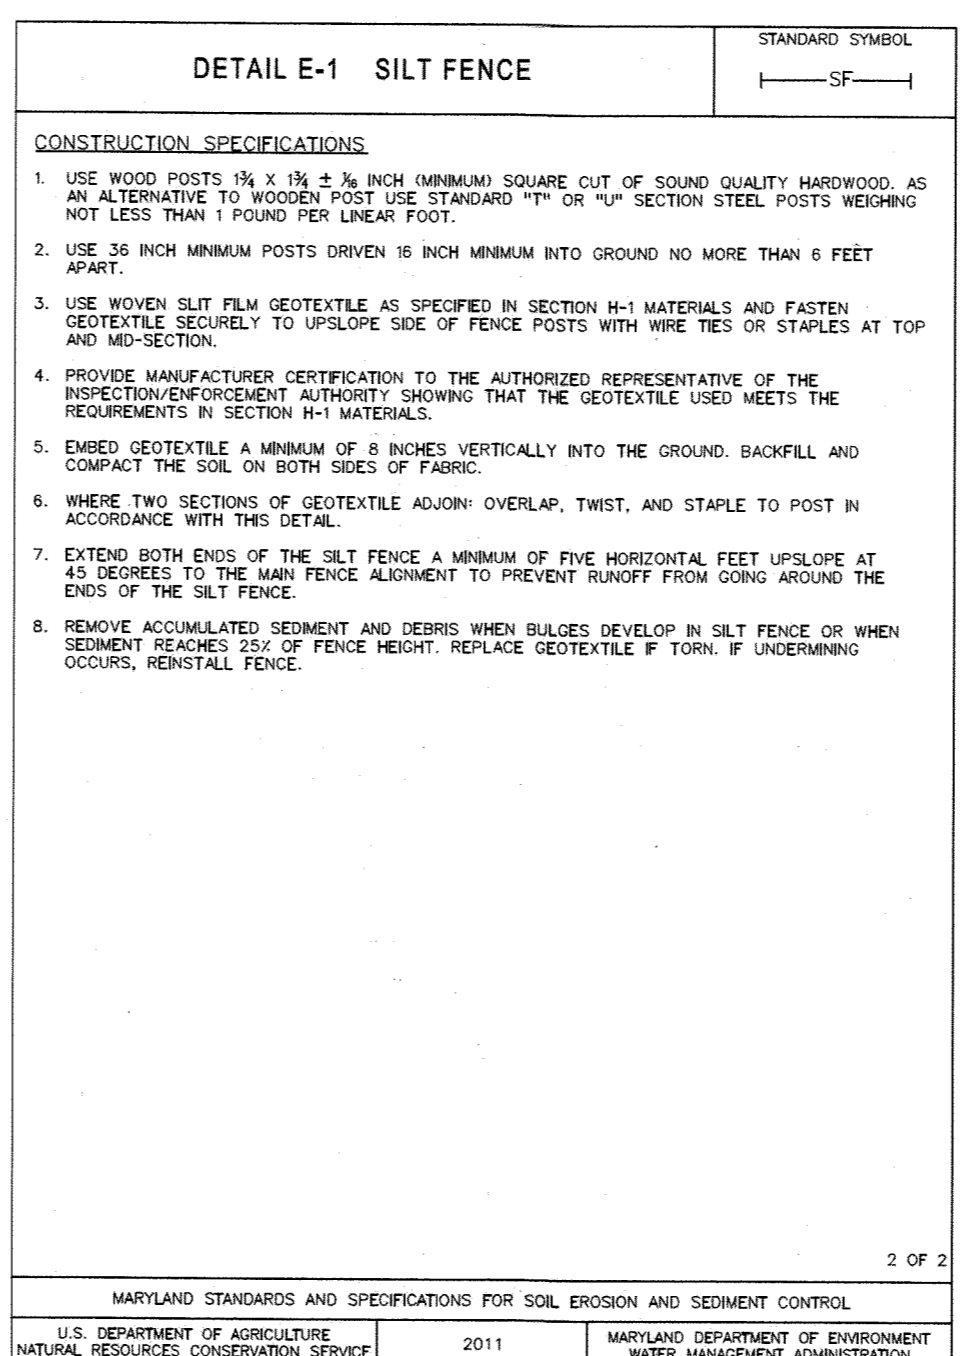 DETAIL E-1 SILT FENCE
STANDARD SYMBOL
SF
CONSTRUCTION SPECIFICATIONS
1. USE WOOD POSTS 1¾ X 1¾ ± 1/16 INCH (MINIMUM) SQUARE CUT OF SOUND QUALITY HARDWOOD. AS
AN ALTERNATIVE TO WOODEN POST USE STANDARD "T" OR "U" SECTION STEEL POSTS WEIGHING
NOT LESS THAN 1 POUND PER LINEAR FOOT.
2. USE 36 INCH MINIMUM POSTS DRIVEN 16 INCH MINIMUM INTO GROUND NO MORE THAN 6 FEET
APART.
3. USE WOVEN SLIT FILM GEOTEXTILE AS SPECIFIED IN SECTION H-1 MATERIALS AND FASTEN
GEOTEXTILE SECURELY TO UPSLOPE SIDE OF FENCE POSTS WITH WIRE TIES OR STAPLES AT TOP
AND MID-SECTION.
4. PROVIDE MANUFACTURER CERTIFICATION TO THE AUTHORIZED REPRESENTATIVE OF THE
INSPECTION/ENFORCEMENT AUTHORITY SHOWING THAT THE GEOTEXTILE USED MEETS THE
REQUIREMENTS IN SECTION H-1 MATERIALS.
5. EMBED GEOTEXTILE A MINIMUM OF 8 INCHES VERTICALLY INTO THE GROUND. BACKFILL AND
COMPACT THE SOIL ON BOTH SIDES OF FABRIC.
6. WHERE TWO SECTIONS OF GEOTEXTILE ADJOIN: OVERLAP, TWIST, AND STAPLE TO POST IN
ACCORDANCE WITH THIS DETAIL.
7. EXTEND BOTH ENDS OF THE SILT FENCE A MINIMUM OF FIVE HORIZONTAL FEET UPSLOPE AT
45 DEGREES TO THE MAIN FENCE ALIGNMENT TO PREVENT RUNOFF FROM GOING AROUND THE
ENDS OF THE SILT FENCE.
8. REMOVE ACCUMULATED SEDIMENT AND DEBRIS WHEN BULGES DEVELOP IN SILT FENCE OR WHEN
SEDIMENT REACHES 25% OF FENCE HEIGHT. REPLACE GEOTEXTILE IF TORN. IF UNDERMINING
OCCURS, REINSTALL FENCE.
2 OF 2
MARYLAND STANDARDS AND SPECIFICATIONS FOR SOIL EROSION AND SEDIMENT CONTROL
U.S. DEPARTMENT OF AGRICULTURE
NATURAL RESOURCES CONSERVATION SERVICE
2011
MARYLAND DEPARTMENT OF ENVIRONMENT
WATER MANAGEMENT ADMINISTRATION